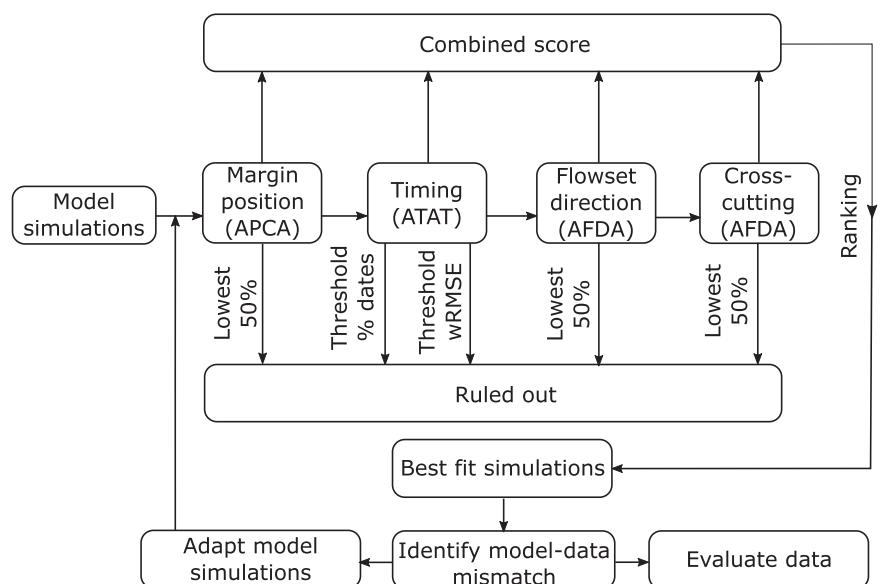 Combined score
Model
simulations
Margin
position
(APCA)
Timing
(ATAT)
Flowset
direction
(AFDA)
Cross-
cutting
(AFDA)
Ranking
Lowest
50%
Threshold
% dates
Threshold
wRMSE
Lowest
50%
Lowest
50%
Ruled out
Best fit simulations
Adapt model
simulations
Identify model-data
mismatch
Evaluate data